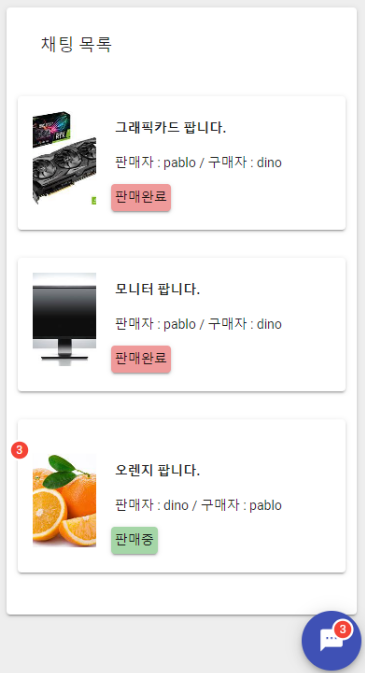 채팅 목록
그래픽카드 팝니다.
판매자 : pablo / 구매자 : dino
판매완료
모니터 팝니다.
판매자 : pablo / 구매자 : dino
판매완료
3
오렌지 팝니다.
판매자 : dino / 구매자 : pablo
판매중
3